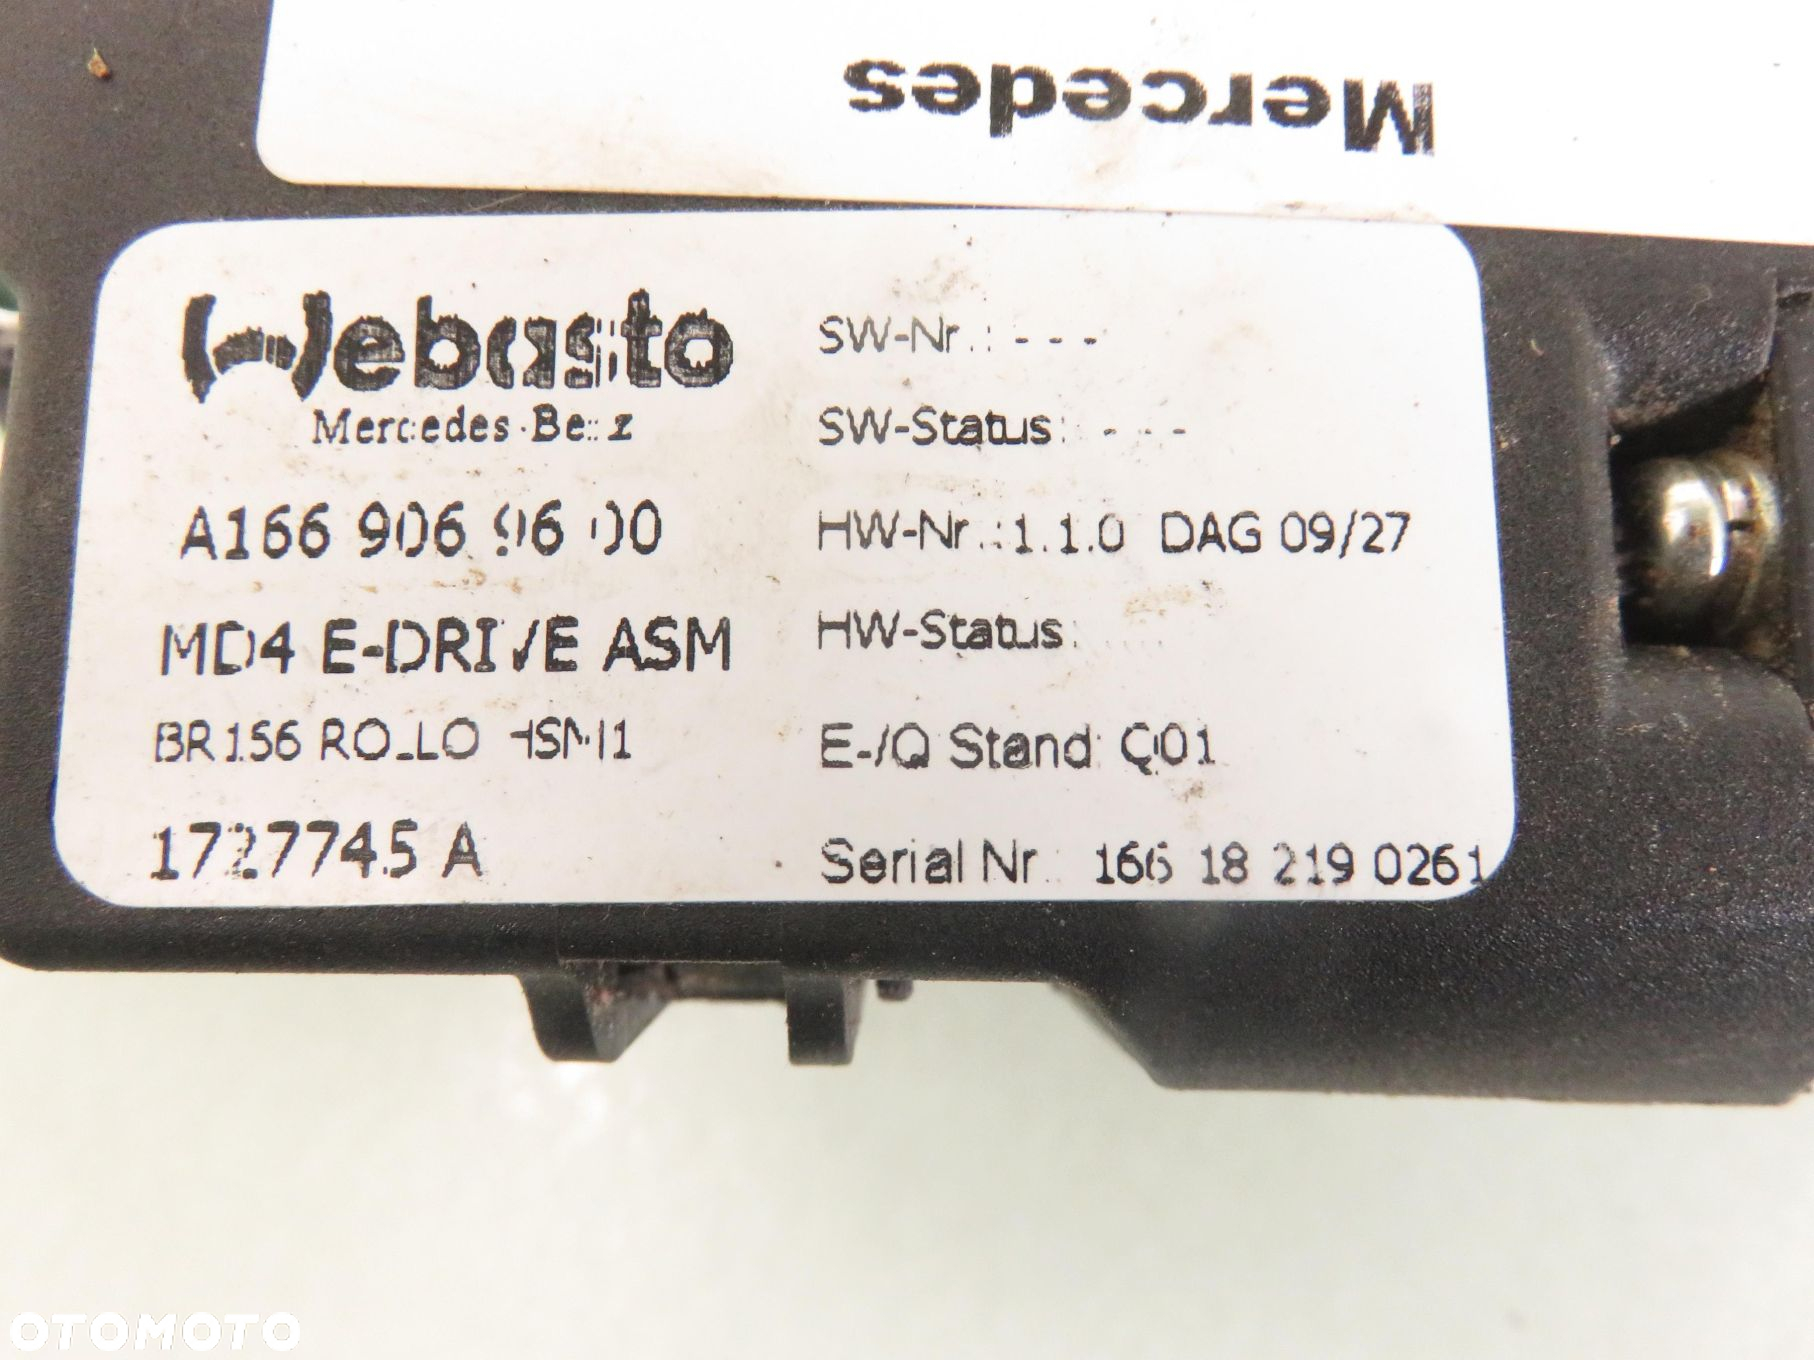 Mercedes
Webasto
Mercedes-Benz
A166 906 96 00
MD4 E-DRIVE ASM
BR156 ROLLO HSM1
1727745 A
SW-Nr.: - - -
SW-Status: - - -
HW-Nr.:1.1.0 DAG 09/27
HW-Status:
E-/Q Stand: Q01
Serial Nr.: 166 18 219 0261
OTOMOTO